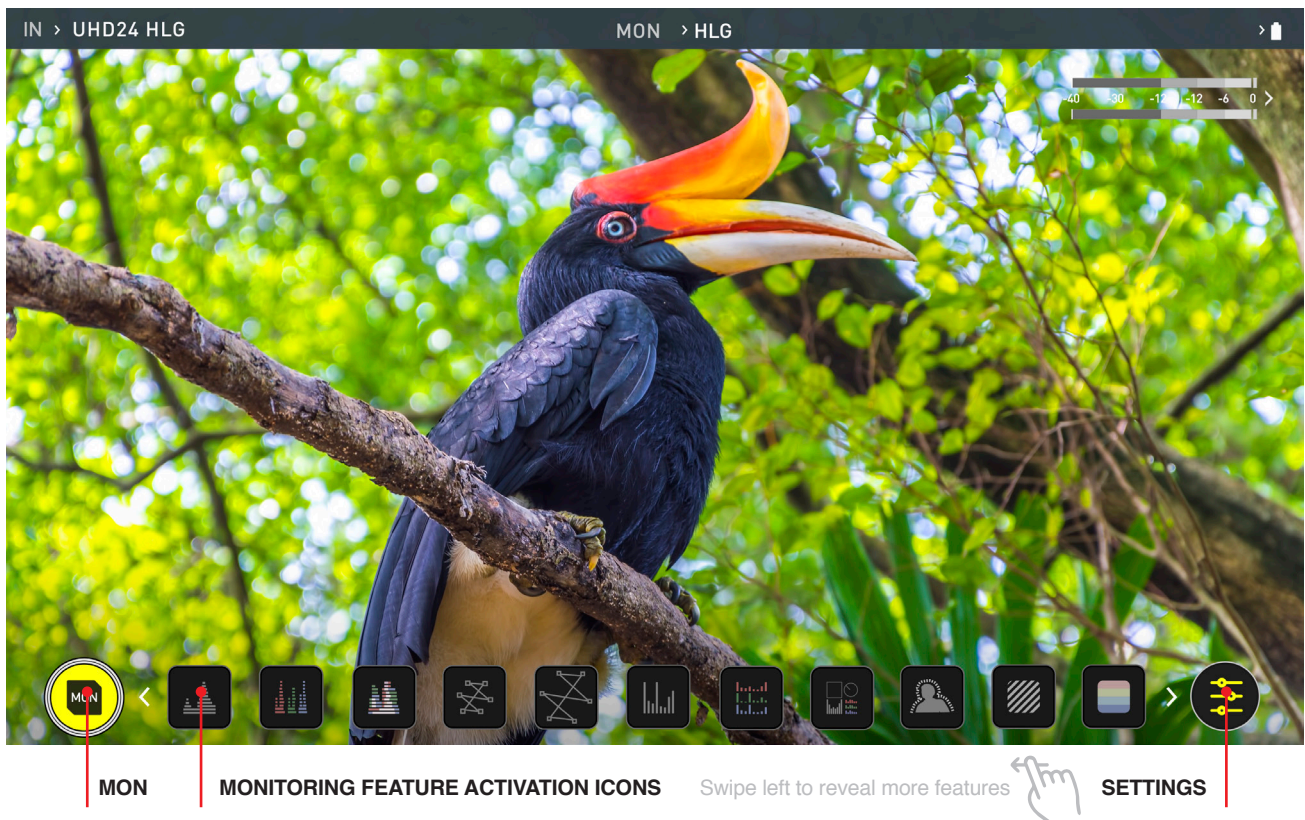 IN > UHD24 HLG
MON > HLG
>
-40 -30 -12 -12 -6 0 >
MON
MON
MONITORING FEATURE ACTIVATION ICONS
Swipe left to reveal more features
SETTINGS